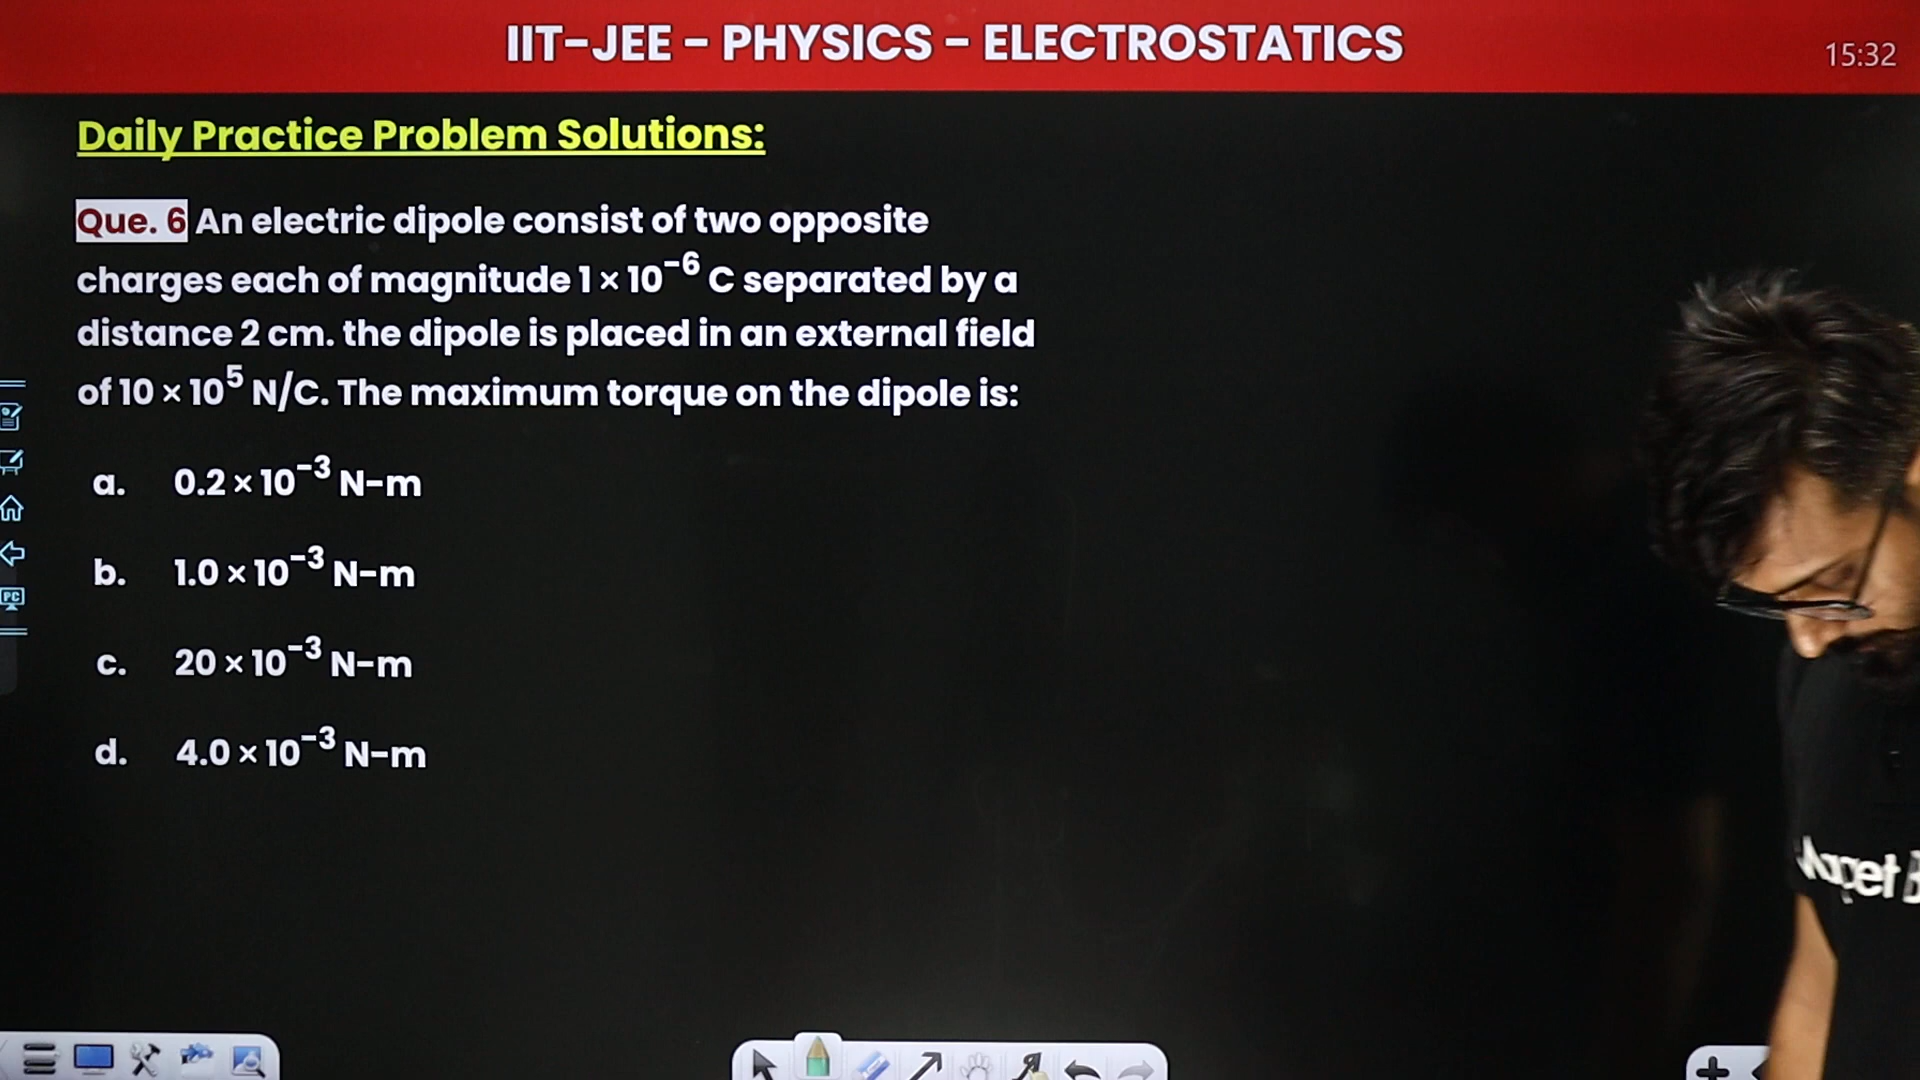 IIT-JEE - PHYSICS - ELECTROSTATICS
15:32
Daily Practice Problem Solutions:
Que. 6 An electric dipole consist of two opposite
charges each of magnitude 1 × 10⁻⁶ C separated by a
distance 2 cm. the dipole is placed in an external field
of 10 × 10⁵ N/C. The maximum torque on the dipole is:
a. 0.2 × 10⁻³ N-m
b. 1.0 × 10⁻³ N-m
c. 20 × 10⁻³ N-m
d. 4.0 × 10⁻³ N-m
PC